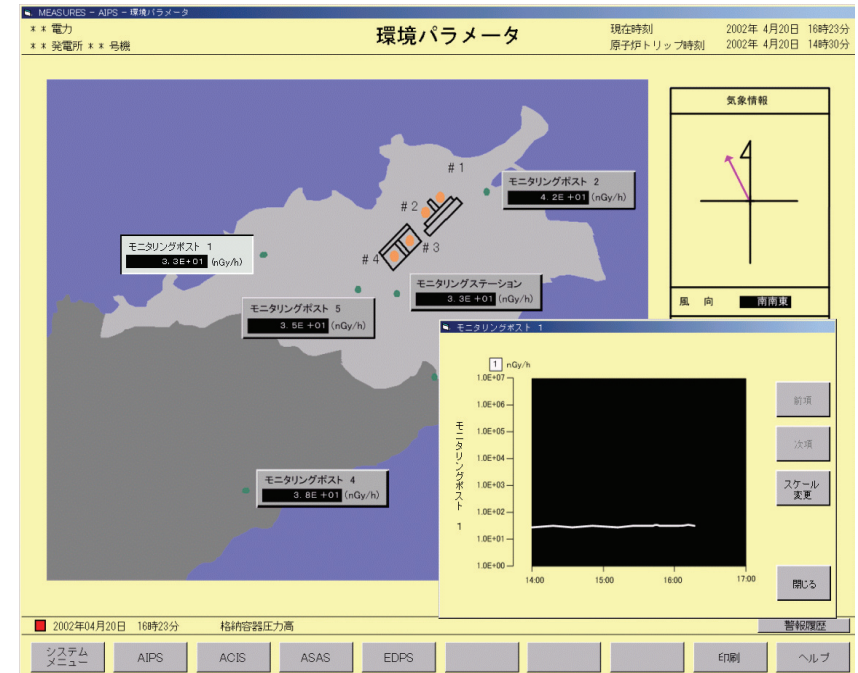 MEASURES - AIPS - 環境パラメータ
＊＊電力
＊＊発電所＊＊号機
環境パラメータ
現在時刻 2002年 4月20日 16時23分
原子炉トリップ時刻 2002年 4月20日 14時30分
気象情報
4
風 向 南南東
#1
#2
#3
#4
モニタリングポスト 2
4.2E +01 (nGy/h)
モニタリングポスト 1
3.3E+01 (nGy/h)
モニタリングステーション
3.3E +01 (nGy/h)
モニタリングポスト 5
3.5E +01 (nGy/h)
モニタリングポスト 4
3.8E +01 (nGy/h)
モニタリングポスト 1
1 nGy/h
1.0E+07
1.0E+06
1.0E+05
1.0E+04
1.0E+03
1.0E+02
1.0E+01
1.0E+00
モニタリングポスト 1
14:00 15:00 16:00 17:00
前項
次項
スケール
変更
閉じる
2002年04月20日 16時23分 格納容器圧力高
警報履歴
システム
メニュー
AIPS
ACIS
ASAS
EDPS
印刷
ヘルプ